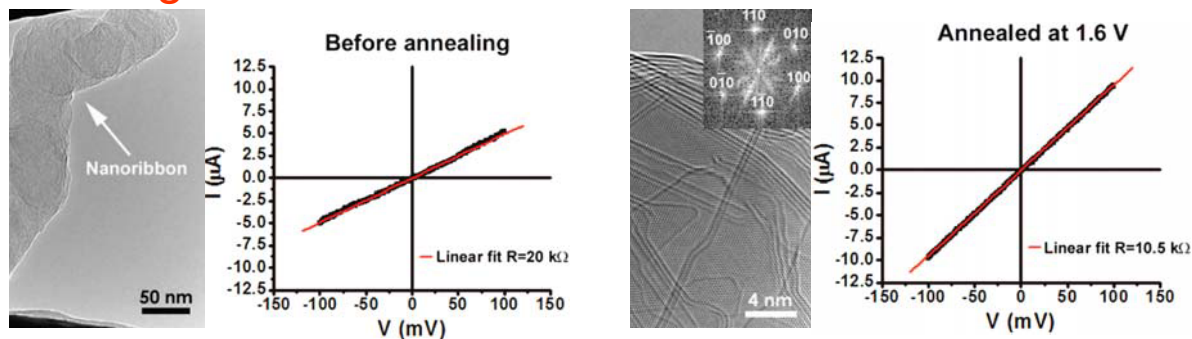 Before annealing
Nanoribbon
50 nm
I (µA)
12.5
10.0
7.5
5.0
2.5
0.0
-2.5
-5.0
-7.5
-10.0
-12.5
-150 -100 -50 0 50 100 150
V (mV)
Linear fit R=20 kΩ
110
1̅00
010
01̅0
100
110
4 nm
Annealed at 1.6 V
I (µA)
12.5
10.0
7.5
5.0
2.5
0.0
-2.5
-5.0
-7.5
-10.0
-12.5
-150 -100 -50 0 50 100 150
V (mV)
Linear fit R=10.5 kΩ